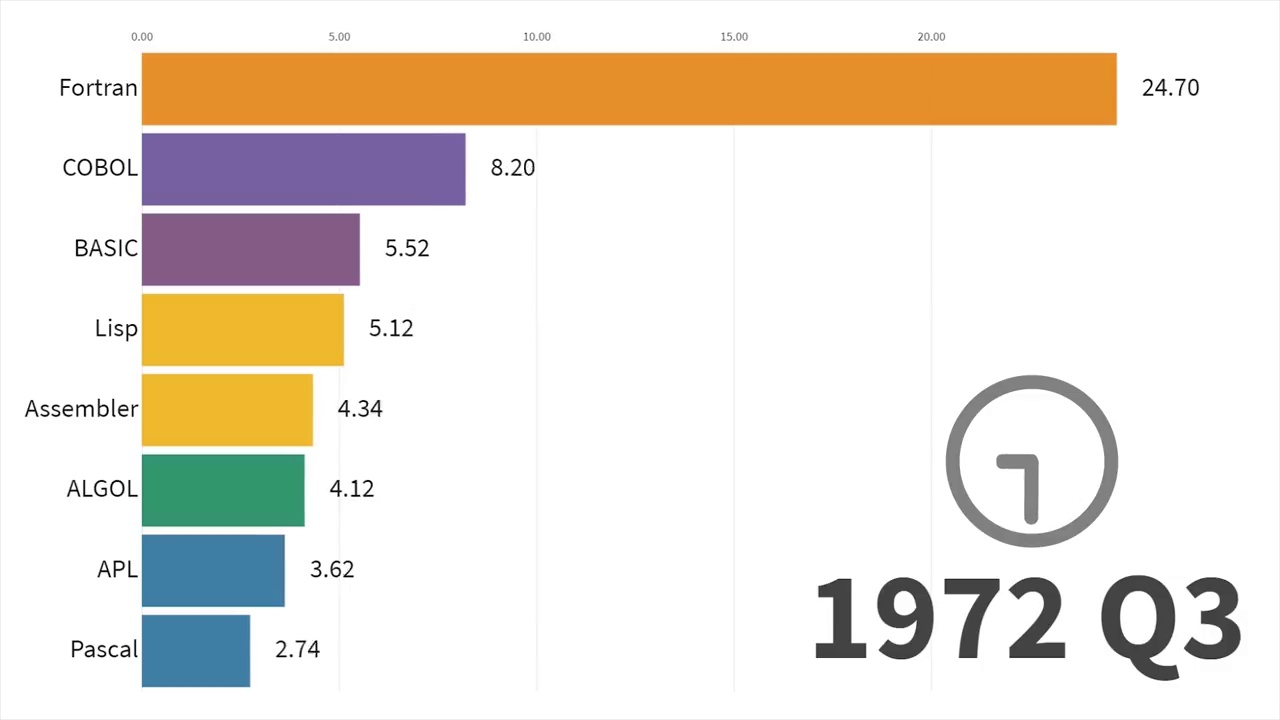 0.00 5.00 10.00 15.00 20.00
Fortran 24.70
COBOL 8.20
BASIC 5.52
Lisp 5.12
Assembler 4.34
ALGOL 4.12
APL 3.62
Pascal 2.74
1972 Q3